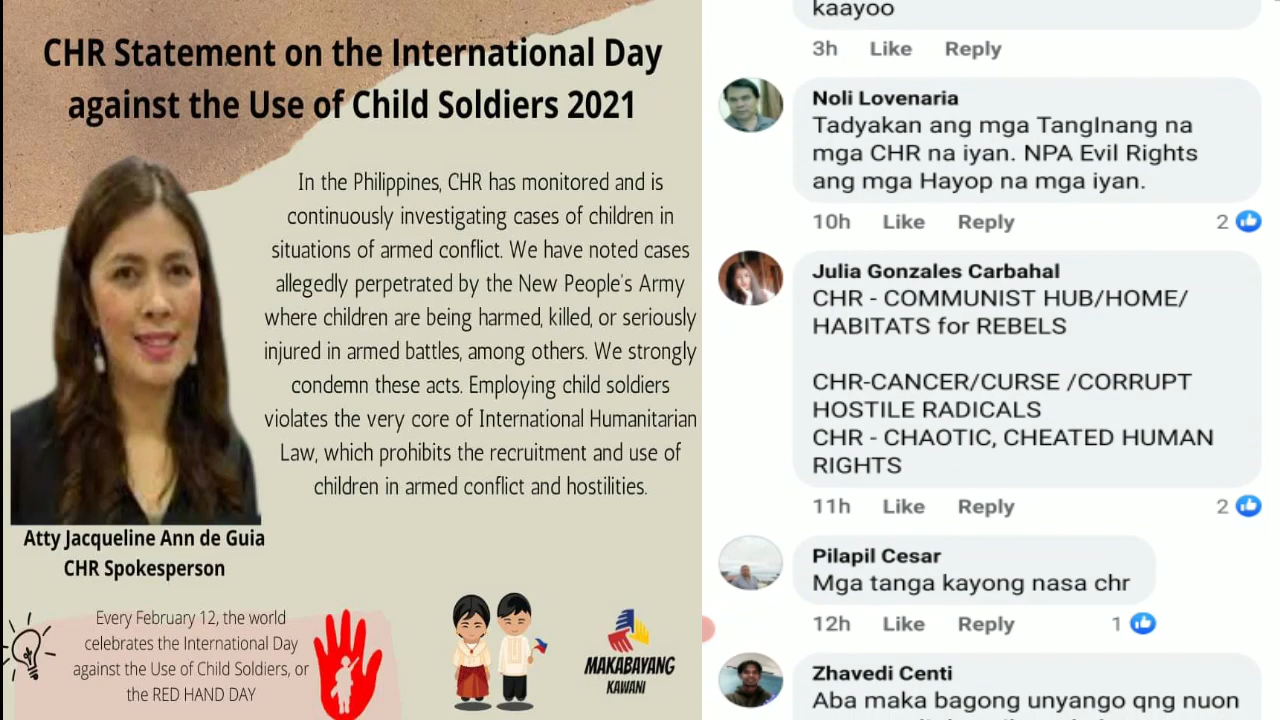 CHR Statement on the International Day
against the Use of Child Soldiers 2021
In the Philippines, CHR has monitored and is
continuously investigating cases of children in
situations of armed conflict. We have noted cases
allegedly perpetrated by the New People's Army
where children are being harmed, killed, or seriously
injured in armed battles, among others. We strongly
condemn these acts. Employing child soldiers
violates the very core of International Humanitarian
Law, which prohibits the recruitment and use of
children in armed conflict and hostilities.
Atty Jacqueline Ann de Guia
CHR Spokesperson
Every February 12, the world
celebrates the International Day
against the Use of Child Soldiers, or
the RED HAND DAY
MAKABAYANG
KAWANI
kaayoo
3h Like Reply
Noli Lovenaria
Tadyakan ang mga TangInang na
mga CHR na iyan. NPA Evil Rights
ang mga Hayop na mga iyan.
10h Like Reply 2
Julia Gonzales Carbahal
CHR - COMMUNIST HUB/HOME/
HABITATS for REBELS
CHR-CANCER/CURSE /CORRUPT
HOSTILE RADICALS
CHR - CHAOTIC, CHEATED HUMAN
RIGHTS
11h Like Reply 2
Pilapil Cesar
Mga tanga kayong nasa chr
12h Like Reply 1
Zhavedi Centi
Aba maka bagong unyango qng nuon